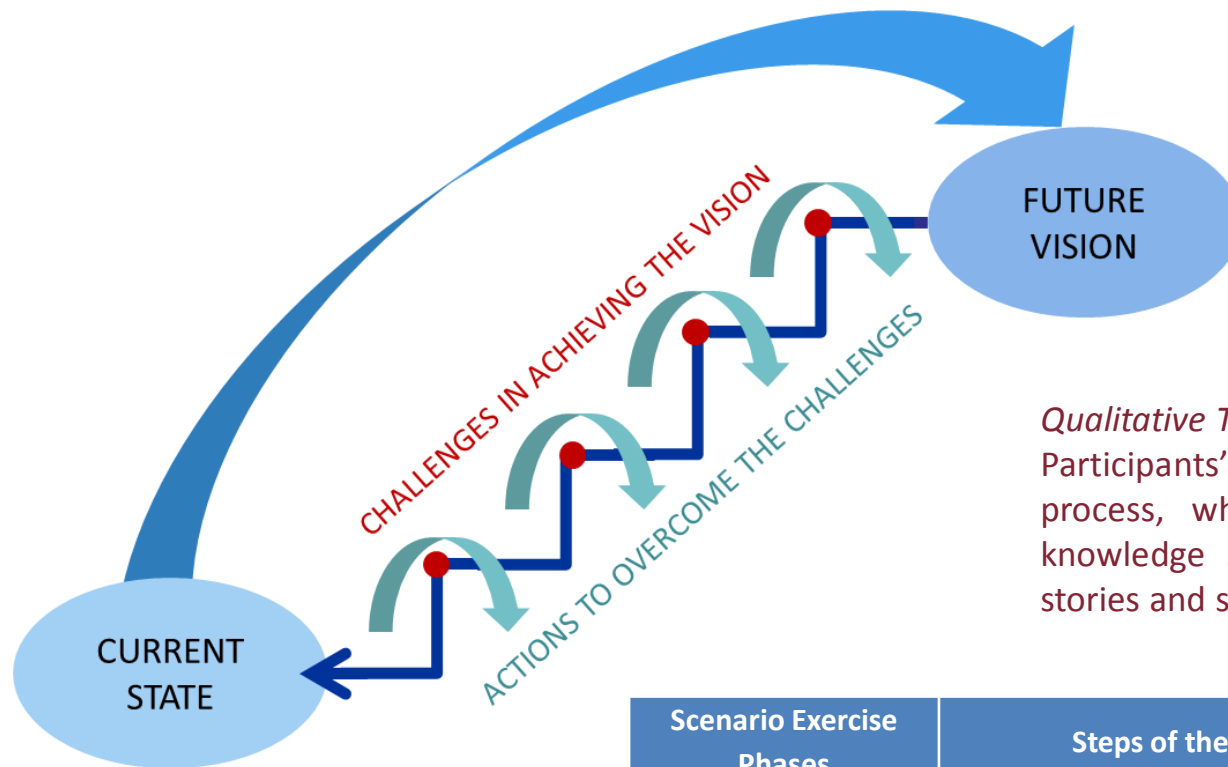 FUTURE
VISION
CHALLENGES IN ACHIEVING THE VISION
ACTIONS TO OVERCOME THE CHALLENGES
CURRENT
STATE
Qualitative
Participants’
process,
knowledge
stories and
Scenario Exercise
Phases
Steps of the